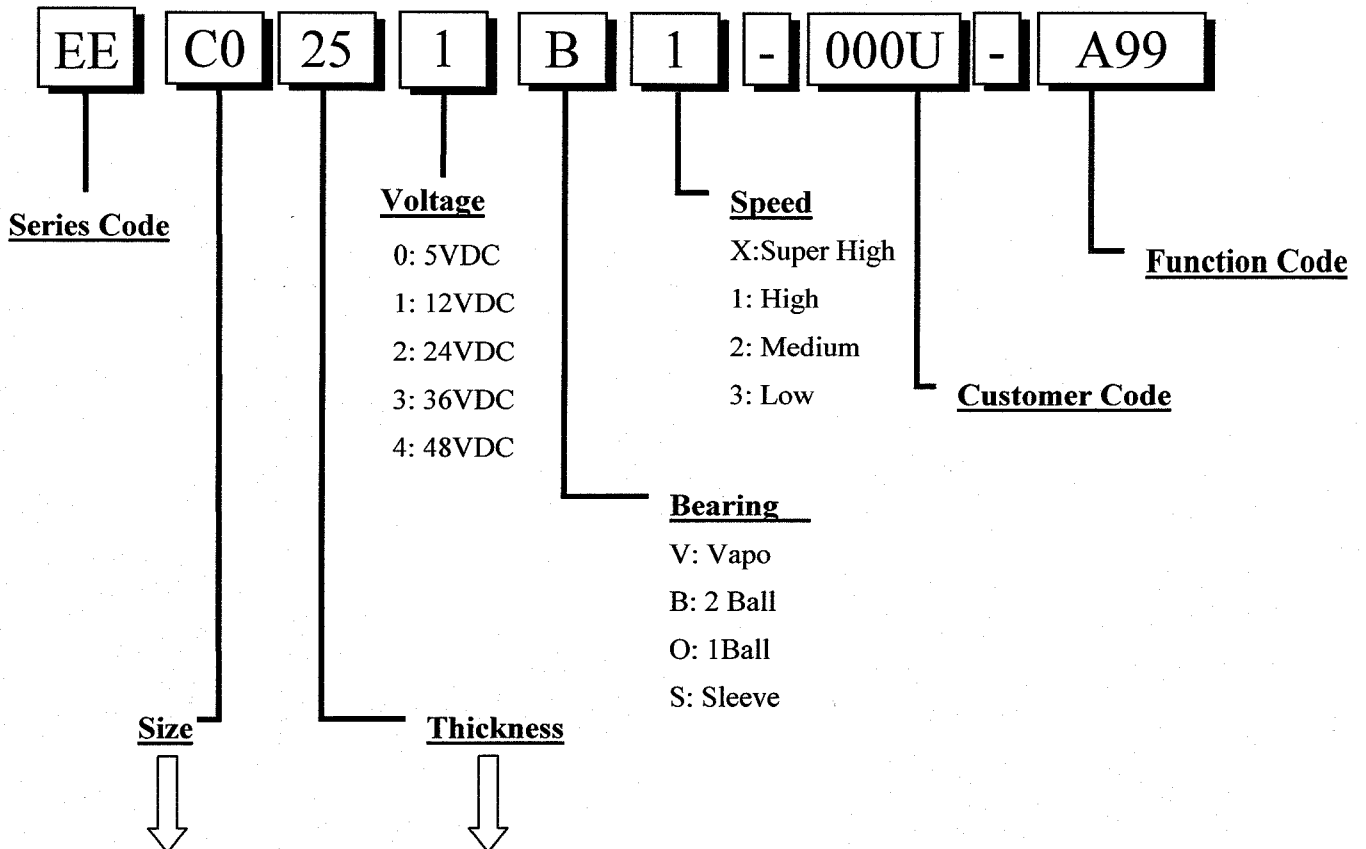 EE C0 25 1 B 1 - 000U - A99
Series Code
Voltage
0: 5VDC
1: 12VDC
2: 24VDC
3: 36VDC
4: 48VDC
Speed
X:Super High
1: High
2: Medium
3: Low
Function Code
Customer Code
Bearing
V: Vapo
B: 2 Ball
O: 1Ball
S: Sleeve
Size
Thickness